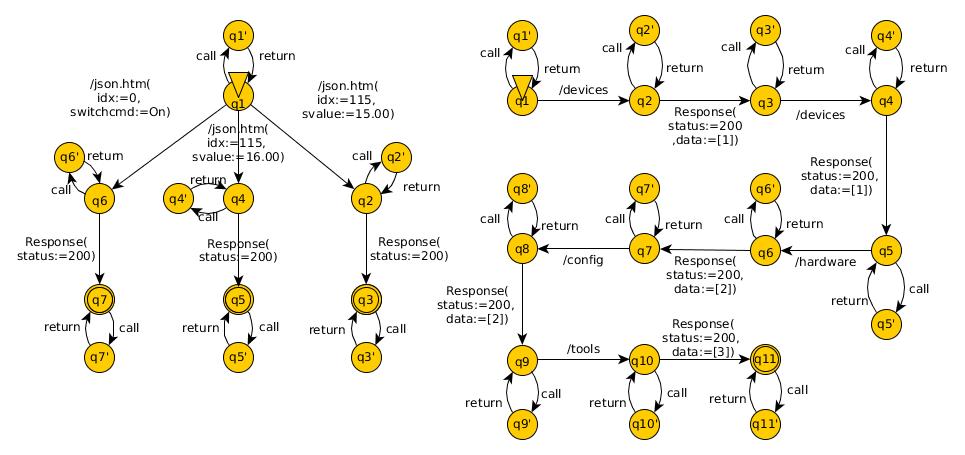 q1'
call
return
q1
/json.htm(
idx:=0,
switchcmd:=On)
/json.htm(
idx:=115,
svalue:=16.00)
/json.htm(
idx:=115,
svalue:=15.00)
q6'
return
call
q6
q4'
return
call
q4
q2'
call
return
q2
Response(
status:=200)
Response(
status:=200)
Response(
status:=200)
q7
return
call
q7'
q5
return
call
q5'
q3
return
call
q3'
q1'
call
return
q1
/devices
q2'
call
return
q2
Response(
status:=200
,data:=[1])
q3'
call
return
q3
/devices
q4'
call
return
q4
Response(
status:=200,
data:=[1])
q5
return
call
q5'
/hardware
q6'
call
return
q6
Response(
status:=200,
data:=[2])
q7'
call
return
q7
/config
q8'
call
return
q8
Response(
status:=200,
data:=[2])
q9
return
call
q9'
/tools
q10
return
call
q10'
Response(
status:=200,
data:=[3])
q11
return
call
q11'